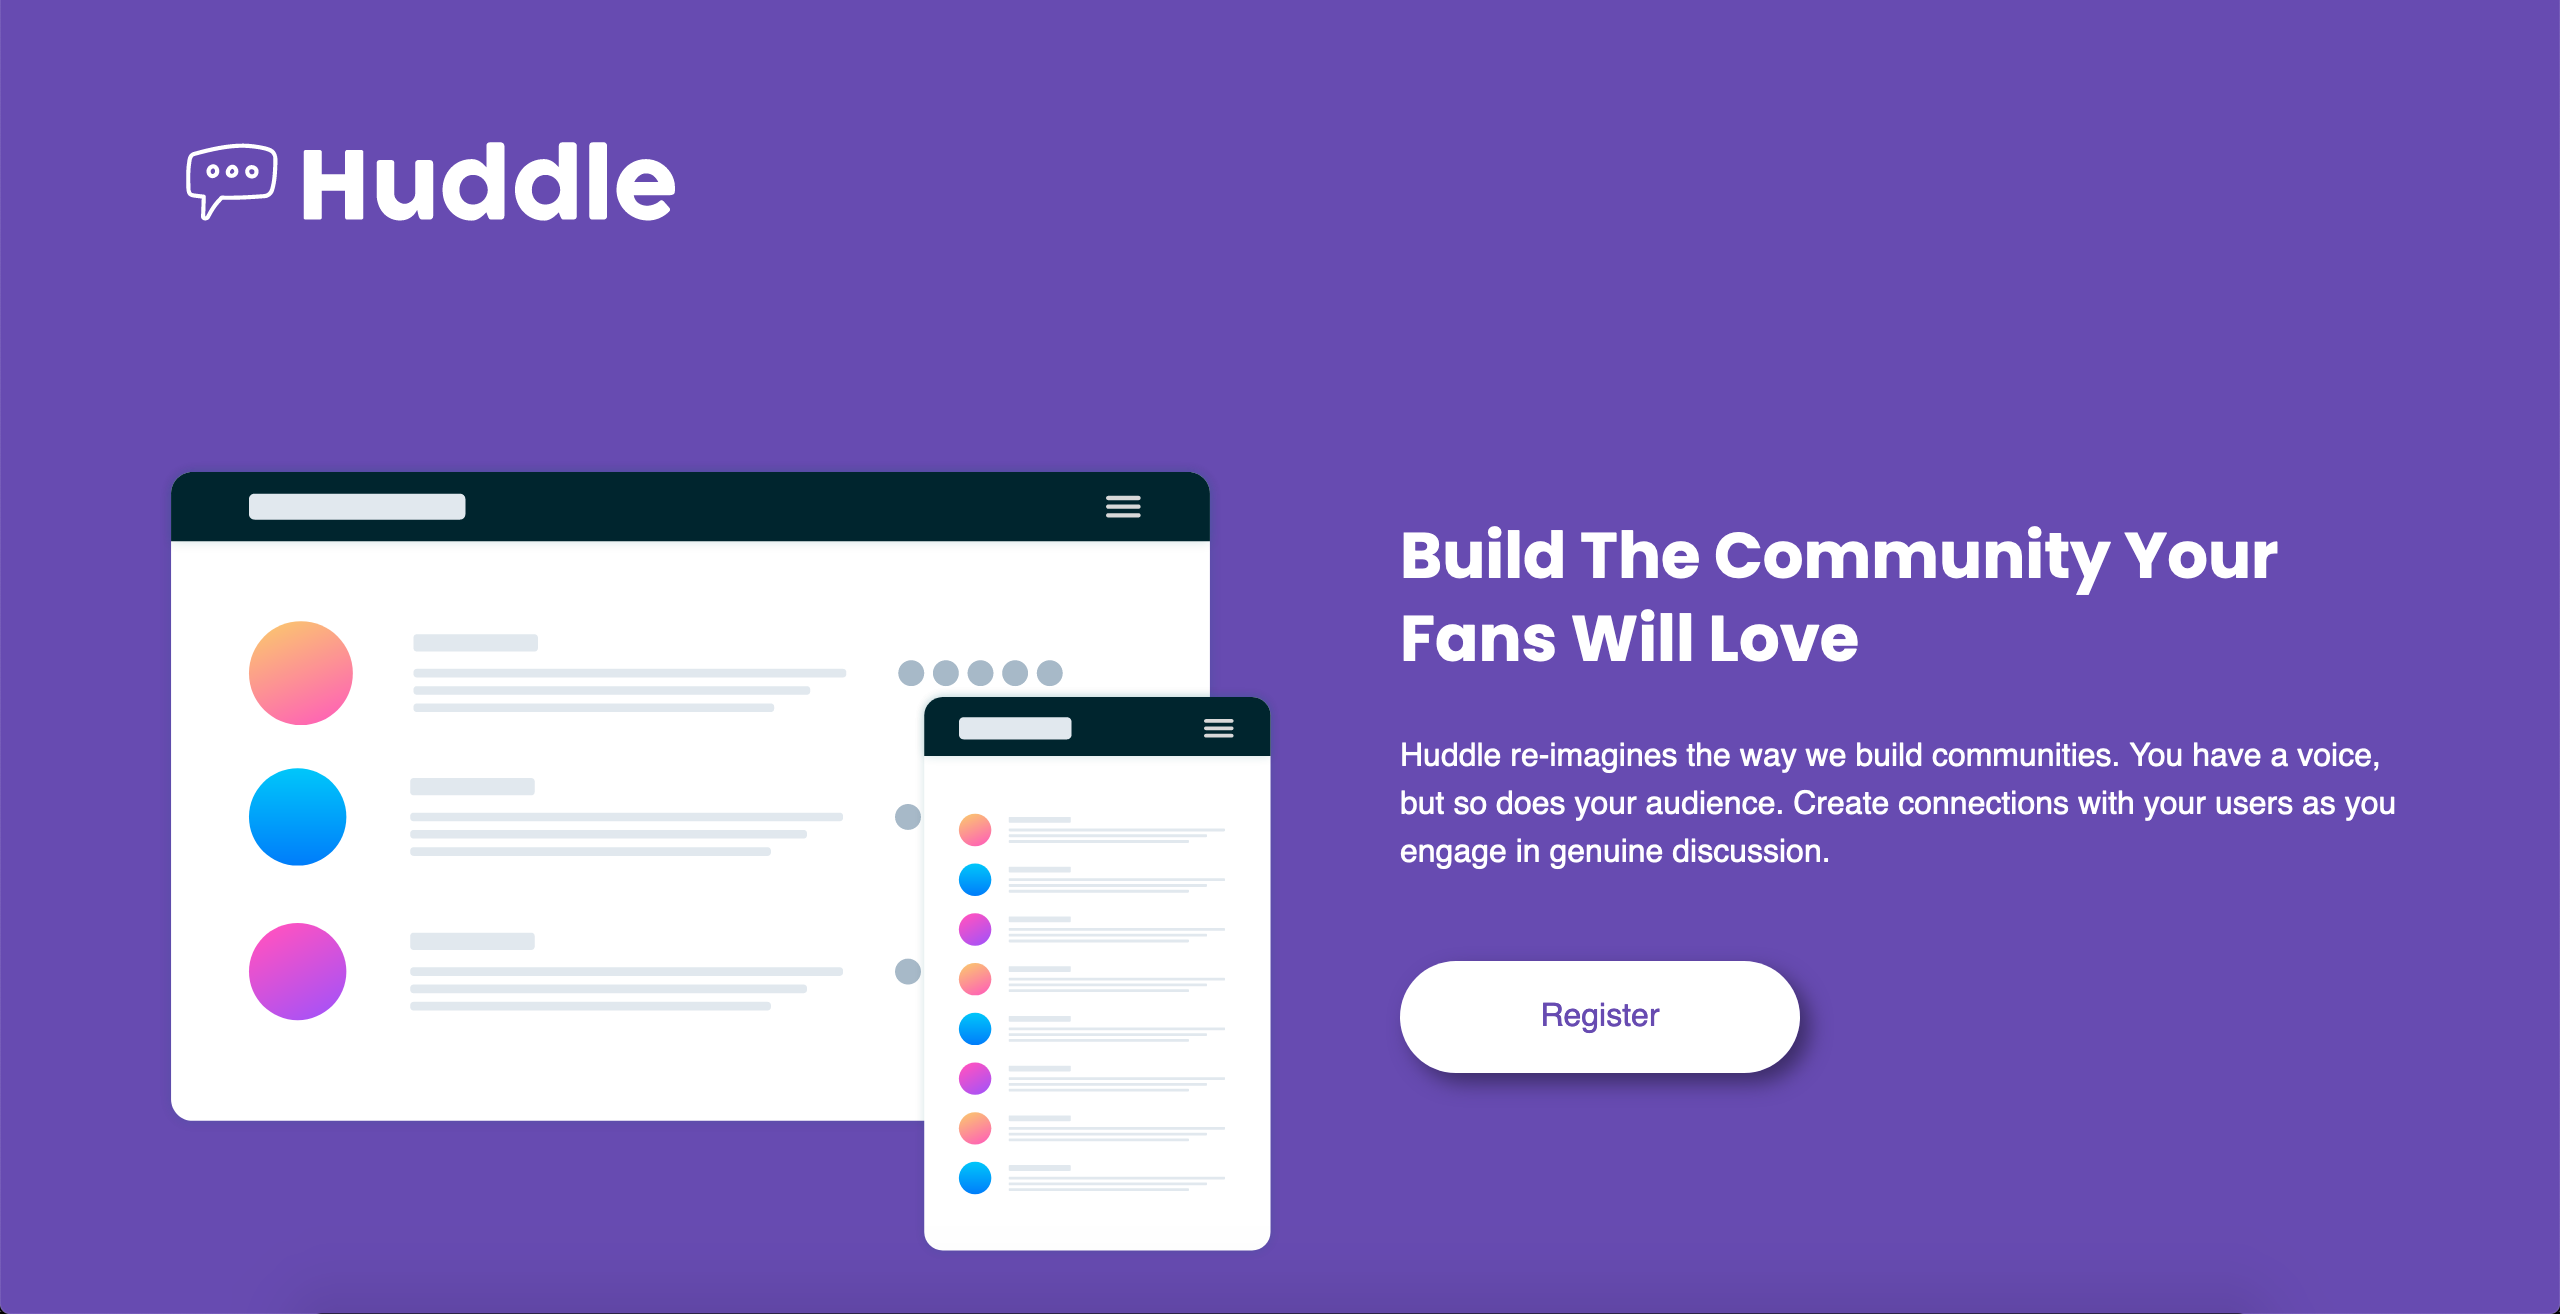 Huddle
Build The Community Your
Fans Will Love
Huddle re-imagines the way we build communities. You have a voice,
but so does your audience. Create connections with your users as you
engage in genuine discussion.
Register